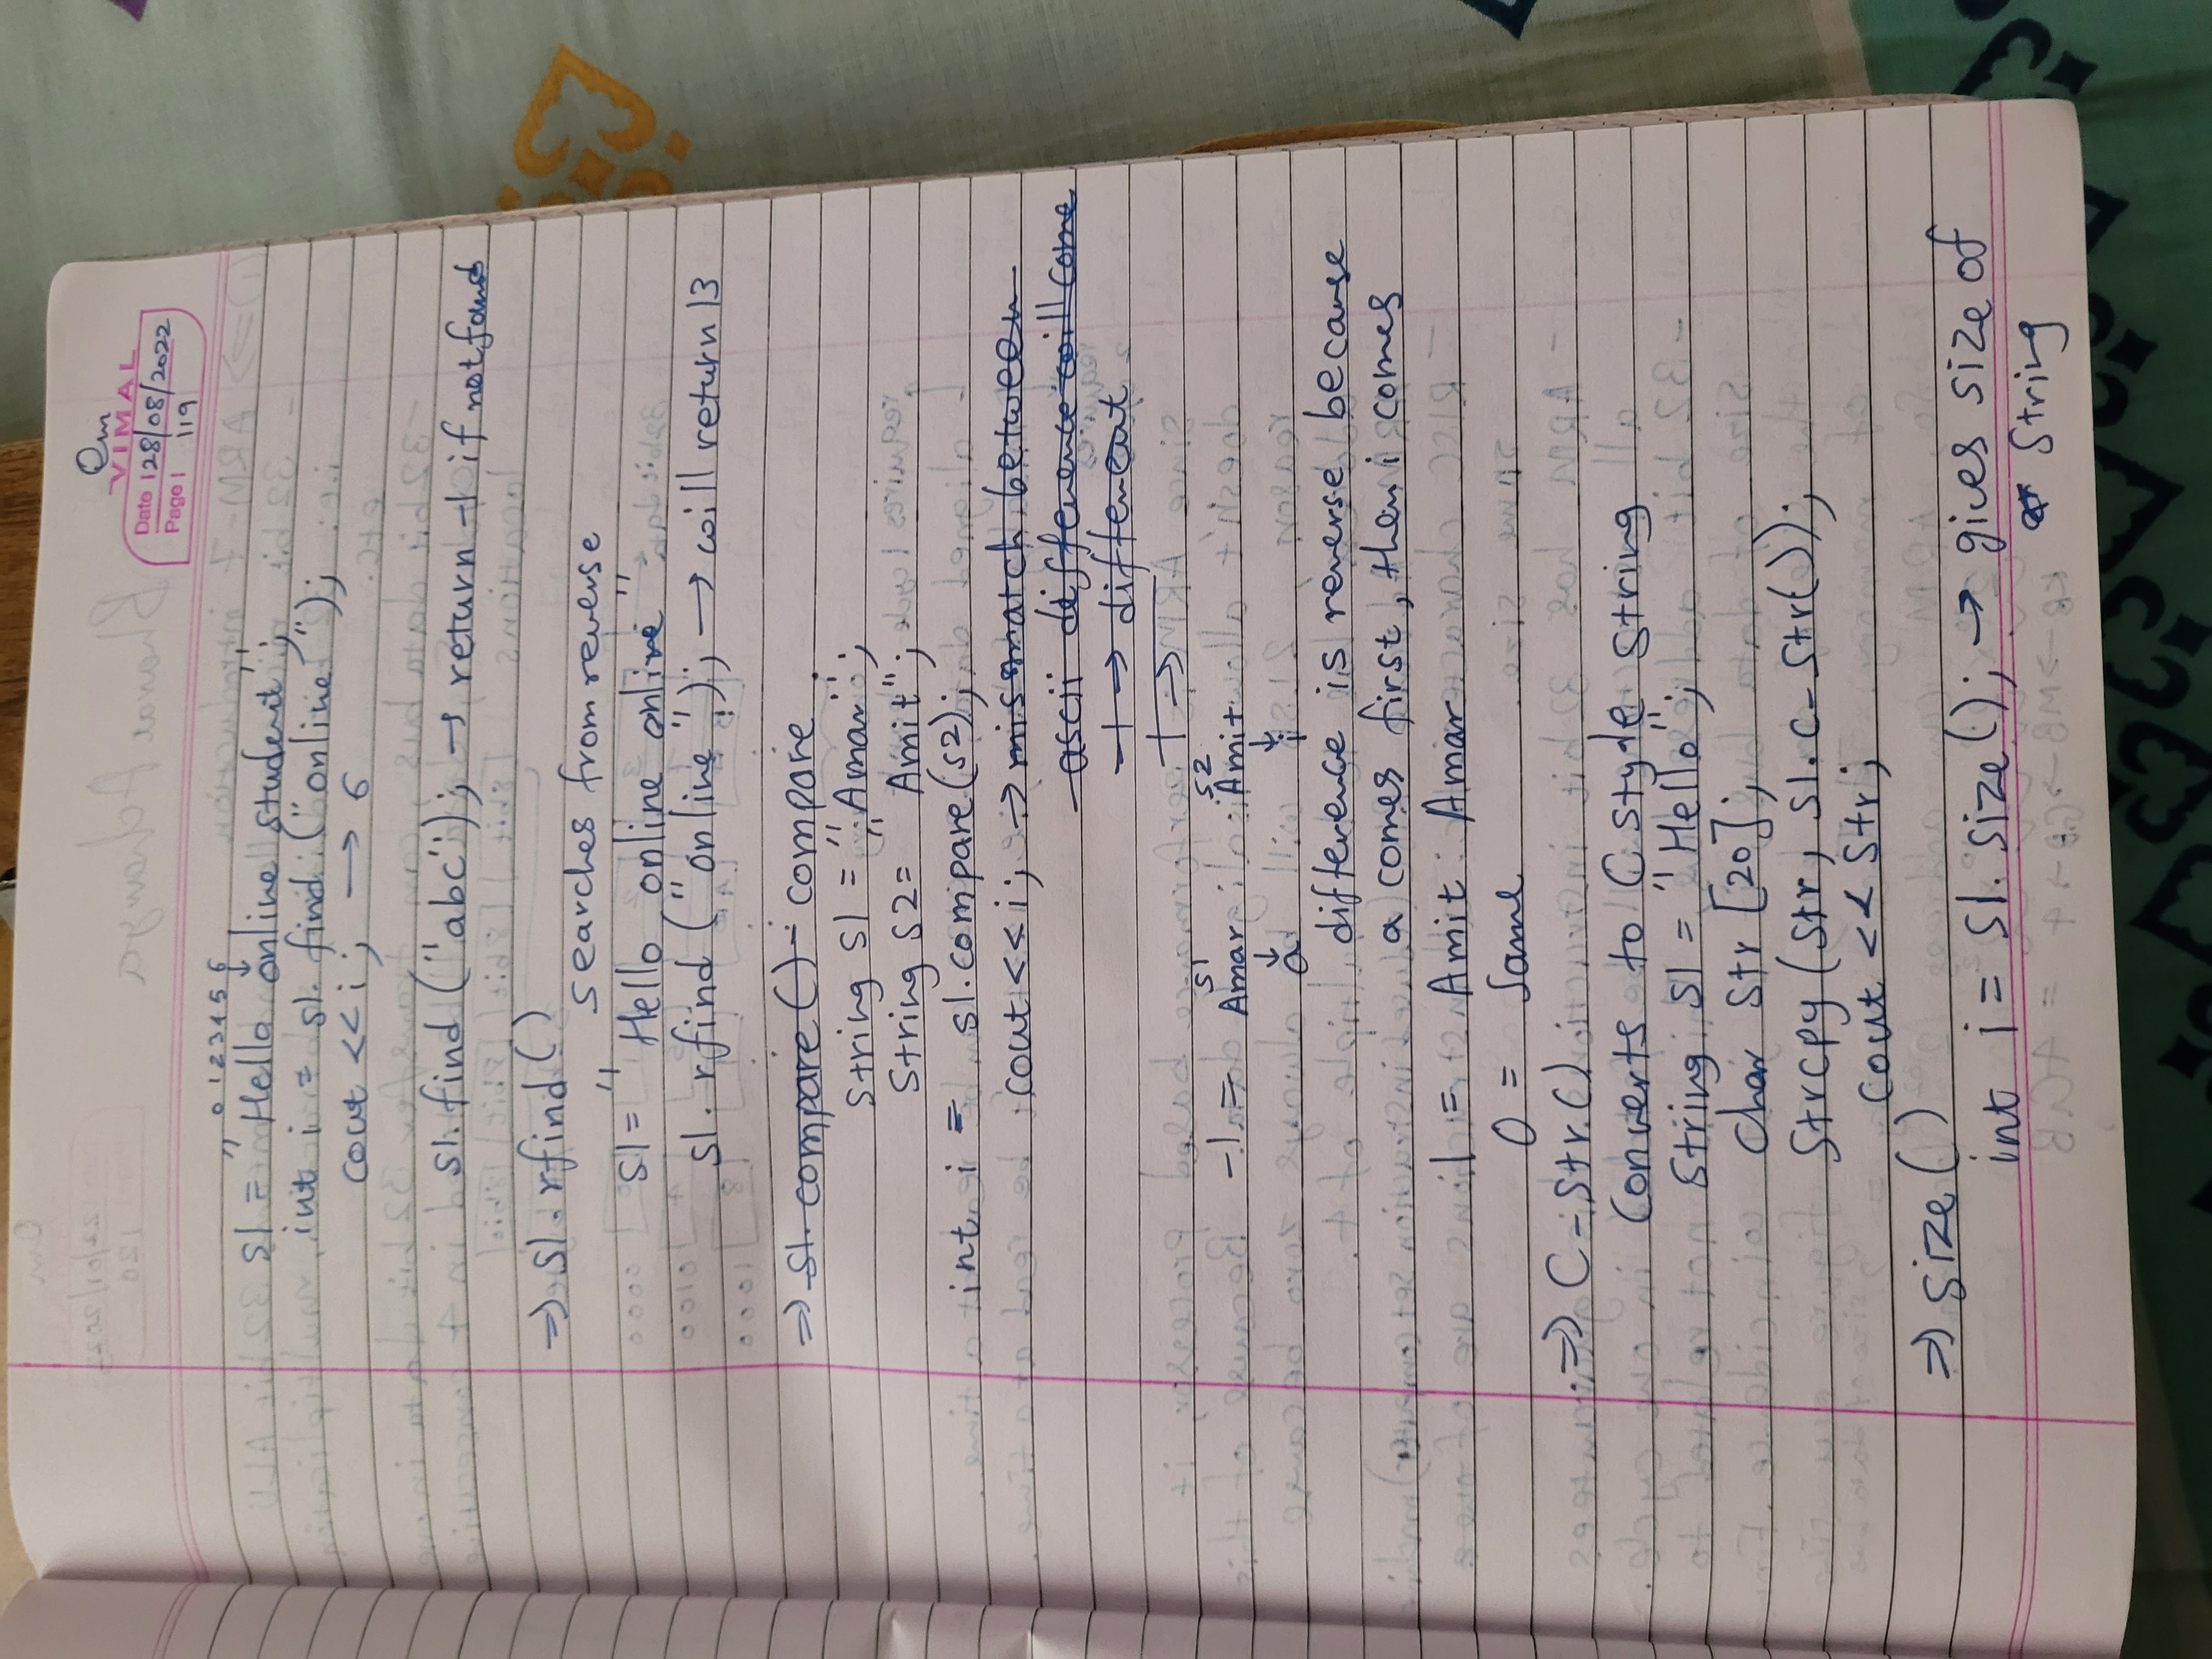 Om
VIMAL
Date 28/08/2022
Page 119
0 1 2 3 4 5 6
s1 = "Hello online student";
int i = s1.find ("online");
cout << i; → 6
s1.find ("abc"); → return -1 if not found
⇒ s1.rfind()
searches from reverse
s1 = "Hello online online"
s1.rfind ("online"); → will return 13
⇒ s1.compare() - compare
string s1 = "Amar";
string s2 = "Amit";
int i = s1.compare(s2);
cout << i; → mismatch between
ascii difference will come
-1 ⇒ different
1 ⇒
s1 s2
-1 = Amar Amit
↓ ↓
a i
difference is reverse because
a comes first, then i comes
1 = Amit Amar
0 = Same
⇒ C_str()
Converts to C style string
String s1 = "Hello";
char str [20];
Strcpy (str, s1.c_str());
cout << str;
⇒ size()
int i = s1.size(); → gives size of
string